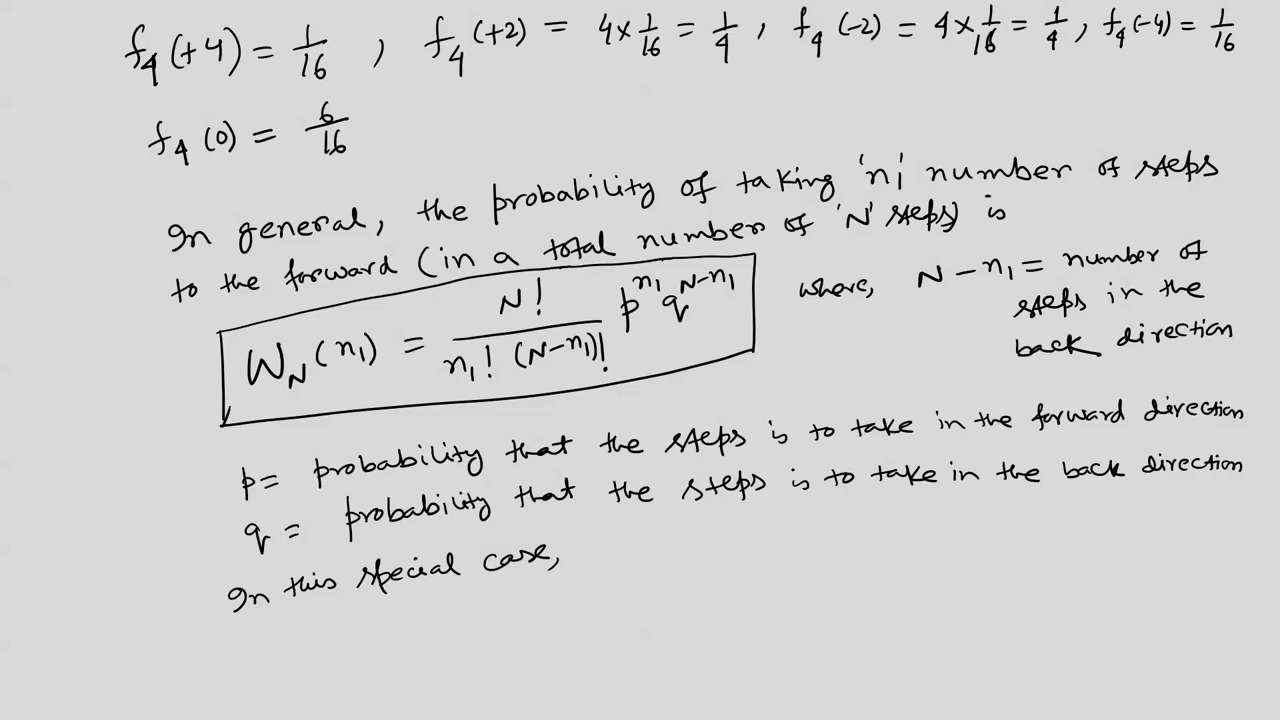 f₄(+4) = 1/16 , f₄(+2) = 4×1/16 = 1/4 , f₄(-2) = 4×1/16 = 1/4 , f₄(-4) = 1/16
f₄(0) = 6/16
In general, the probability of taking 'n₁' number of steps
to the forward (in a total number of 'N' steps) is
W_N(n₁) = N! / n₁! (N-n₁)! p^n₁ q^N-n₁
where, N - n₁ = number of
steps in the
back direction
p = probability that the steps is to take in the forward direction
q = probability that the steps is to take in the back direction
In this special case,